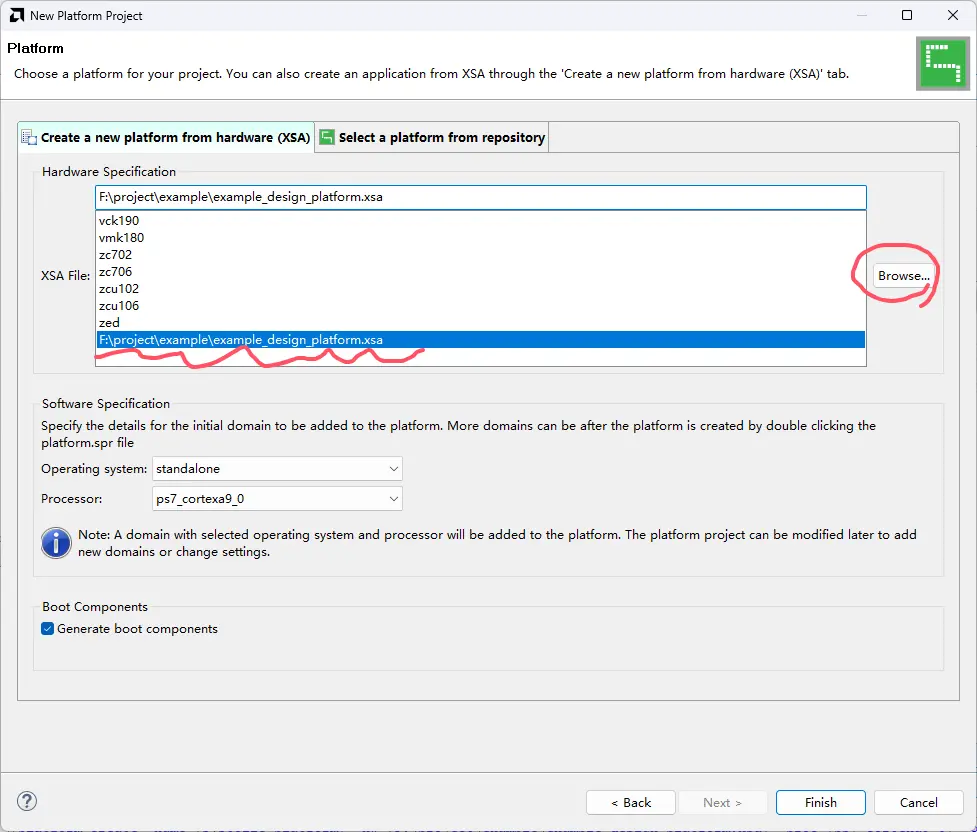 New Platform Project
Platform
Choose a platform for your project. You can also create an application from XSA through the 'Create a new platform from hardware (XSA)' tab.
Create a new platform from hardware (XSA)
Select a platform from repository
Hardware Specification
F:\project\example\example_design_platform.xsa
vck190
vmk180
zc702
zc706
XSA File:
Browse...
zcu102
zcu106
zed
F:\project\example\example_design_platform.xsa
Software Specification
Specify the details for the initial domain to be added to the platform. More domains can be after the platform is created by double clicking the
platform.spr file
Operating system: standalone
Processor: ps7_cortexa9_0
Note: A domain with selected operating system and processor will be added to the platform. The platform project can be modified later to add
new domains or change settings.
Boot Components
Generate boot components
< Back
Next >
Finish
Cancel